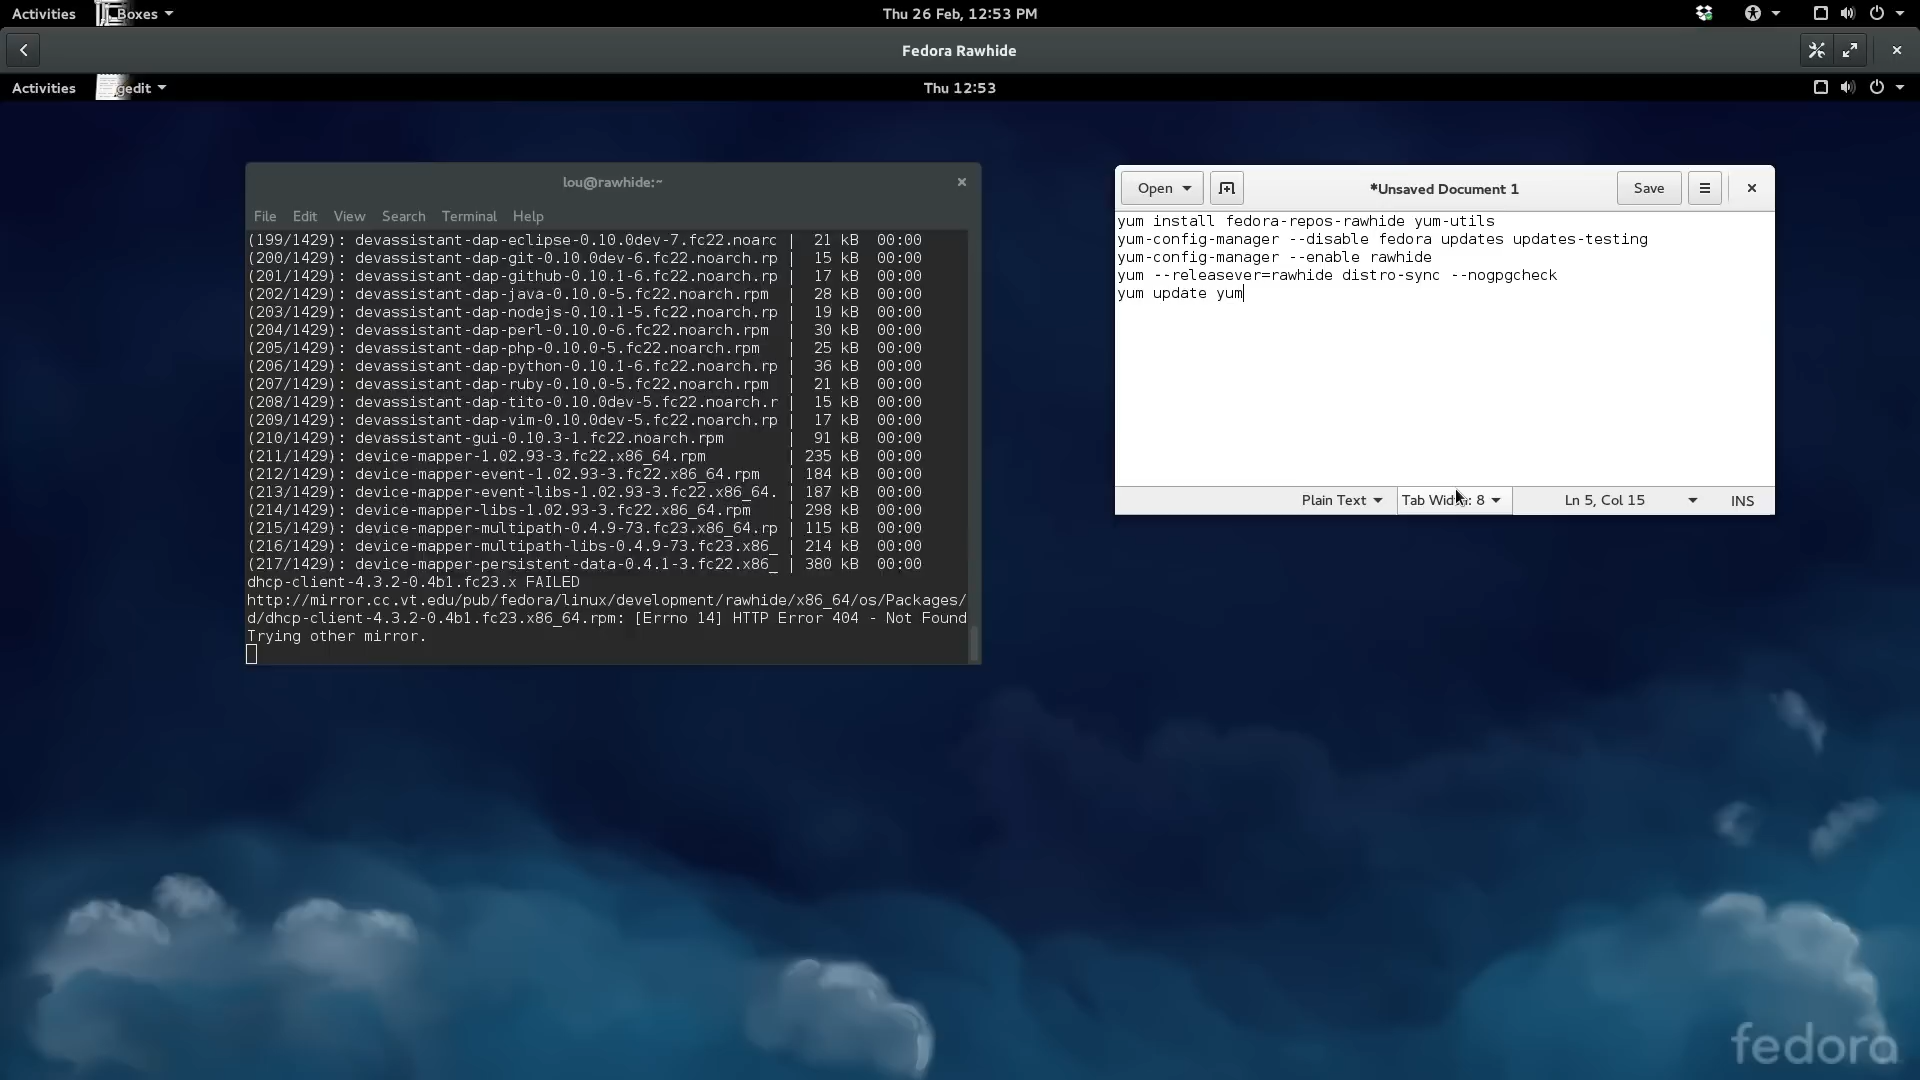 Activities Boxes Thu 26 Feb, 12:53 PM
Fedora Rawhide
Activities gedit Thu 12:53
lou@rawhide:~
File Edit View Search Terminal Help
(199/1429): devassistant-dap-eclipse-0.10.0dev-7.fc22.noarc | 21 kB 00:00
(200/1429): devassistant-dap-git-0.10.0dev-6.fc22.noarch.rp | 15 kB 00:00
(201/1429): devassistant-dap-github-0.10.1-6.fc22.noarch.rp | 17 kB 00:00
(202/1429): devassistant-dap-java-0.10.0-5.fc22.noarch.rpm | 28 kB 00:00
(203/1429): devassistant-dap-nodejs-0.10.1-5.fc22.noarch.rp | 19 kB 00:00
(204/1429): devassistant-dap-perl-0.10.0-6.fc22.noarch.rpm | 30 kB 00:00
(205/1429): devassistant-dap-php-0.10.0-5.fc22.noarch.rpm | 25 kB 00:00
(206/1429): devassistant-dap-python-0.10.1-6.fc22.noarch.rp | 36 kB 00:00
(207/1429): devassistant-dap-ruby-0.10.0-5.fc22.noarch.rpm | 21 kB 00:00
(208/1429): devassistant-dap-tito-0.10.0dev-5.fc22.noarch.r | 15 kB 00:00
(209/1429): devassistant-dap-vim-0.10.0dev-5.fc22.noarch.rp | 17 kB 00:00
(210/1429): devassistant-gui-0.10.3-1.fc22.noarch.rpm | 91 kB 00:00
(211/1429): device-mapper-1.02.93-3.fc22.x86_64.rpm | 235 kB 00:00
(212/1429): device-mapper-event-1.02.93-3.fc22.x86_64.rpm | 184 kB 00:00
(213/1429): device-mapper-event-libs-1.02.93-3.fc22.x86_64. | 187 kB 00:00
(214/1429): device-mapper-libs-1.02.93-3.fc22.x86_64.rpm | 298 kB 00:00
(215/1429): device-mapper-multipath-0.4.9-73.fc23.x86_64.rp | 115 kB 00:00
(216/1429): device-mapper-multipath-libs-0.4.9-73.fc23.x86_ | 214 kB 00:00
(217/1429): device-mapper-persistent-data-0.4.1-3.fc22.x86_ | 380 kB 00:00
dhcp-client-4.3.2-0.4b1.fc23.x FAILED
http://mirror.cc.vt.edu/pub/fedora/linux/development/rawhide/x86_64/os/Packages/
d/dhcp-client-4.3.2-0.4b1.fc23.x86_64.rpm: [Errno 14] HTTP Error 404 - Not Found
Trying other mirror.
Open *Unsaved Document 1 Save
yum install fedora-repos-rawhide yum-utils
yum-config-manager --disable fedora updates updates-testing
yum-config-manager --enable rawhide
yum --releasever=rawhide distro-sync --nogpgcheck
yum update yum
Plain Text Tab Width: 8 Ln 5, Col 15 INS
fedora